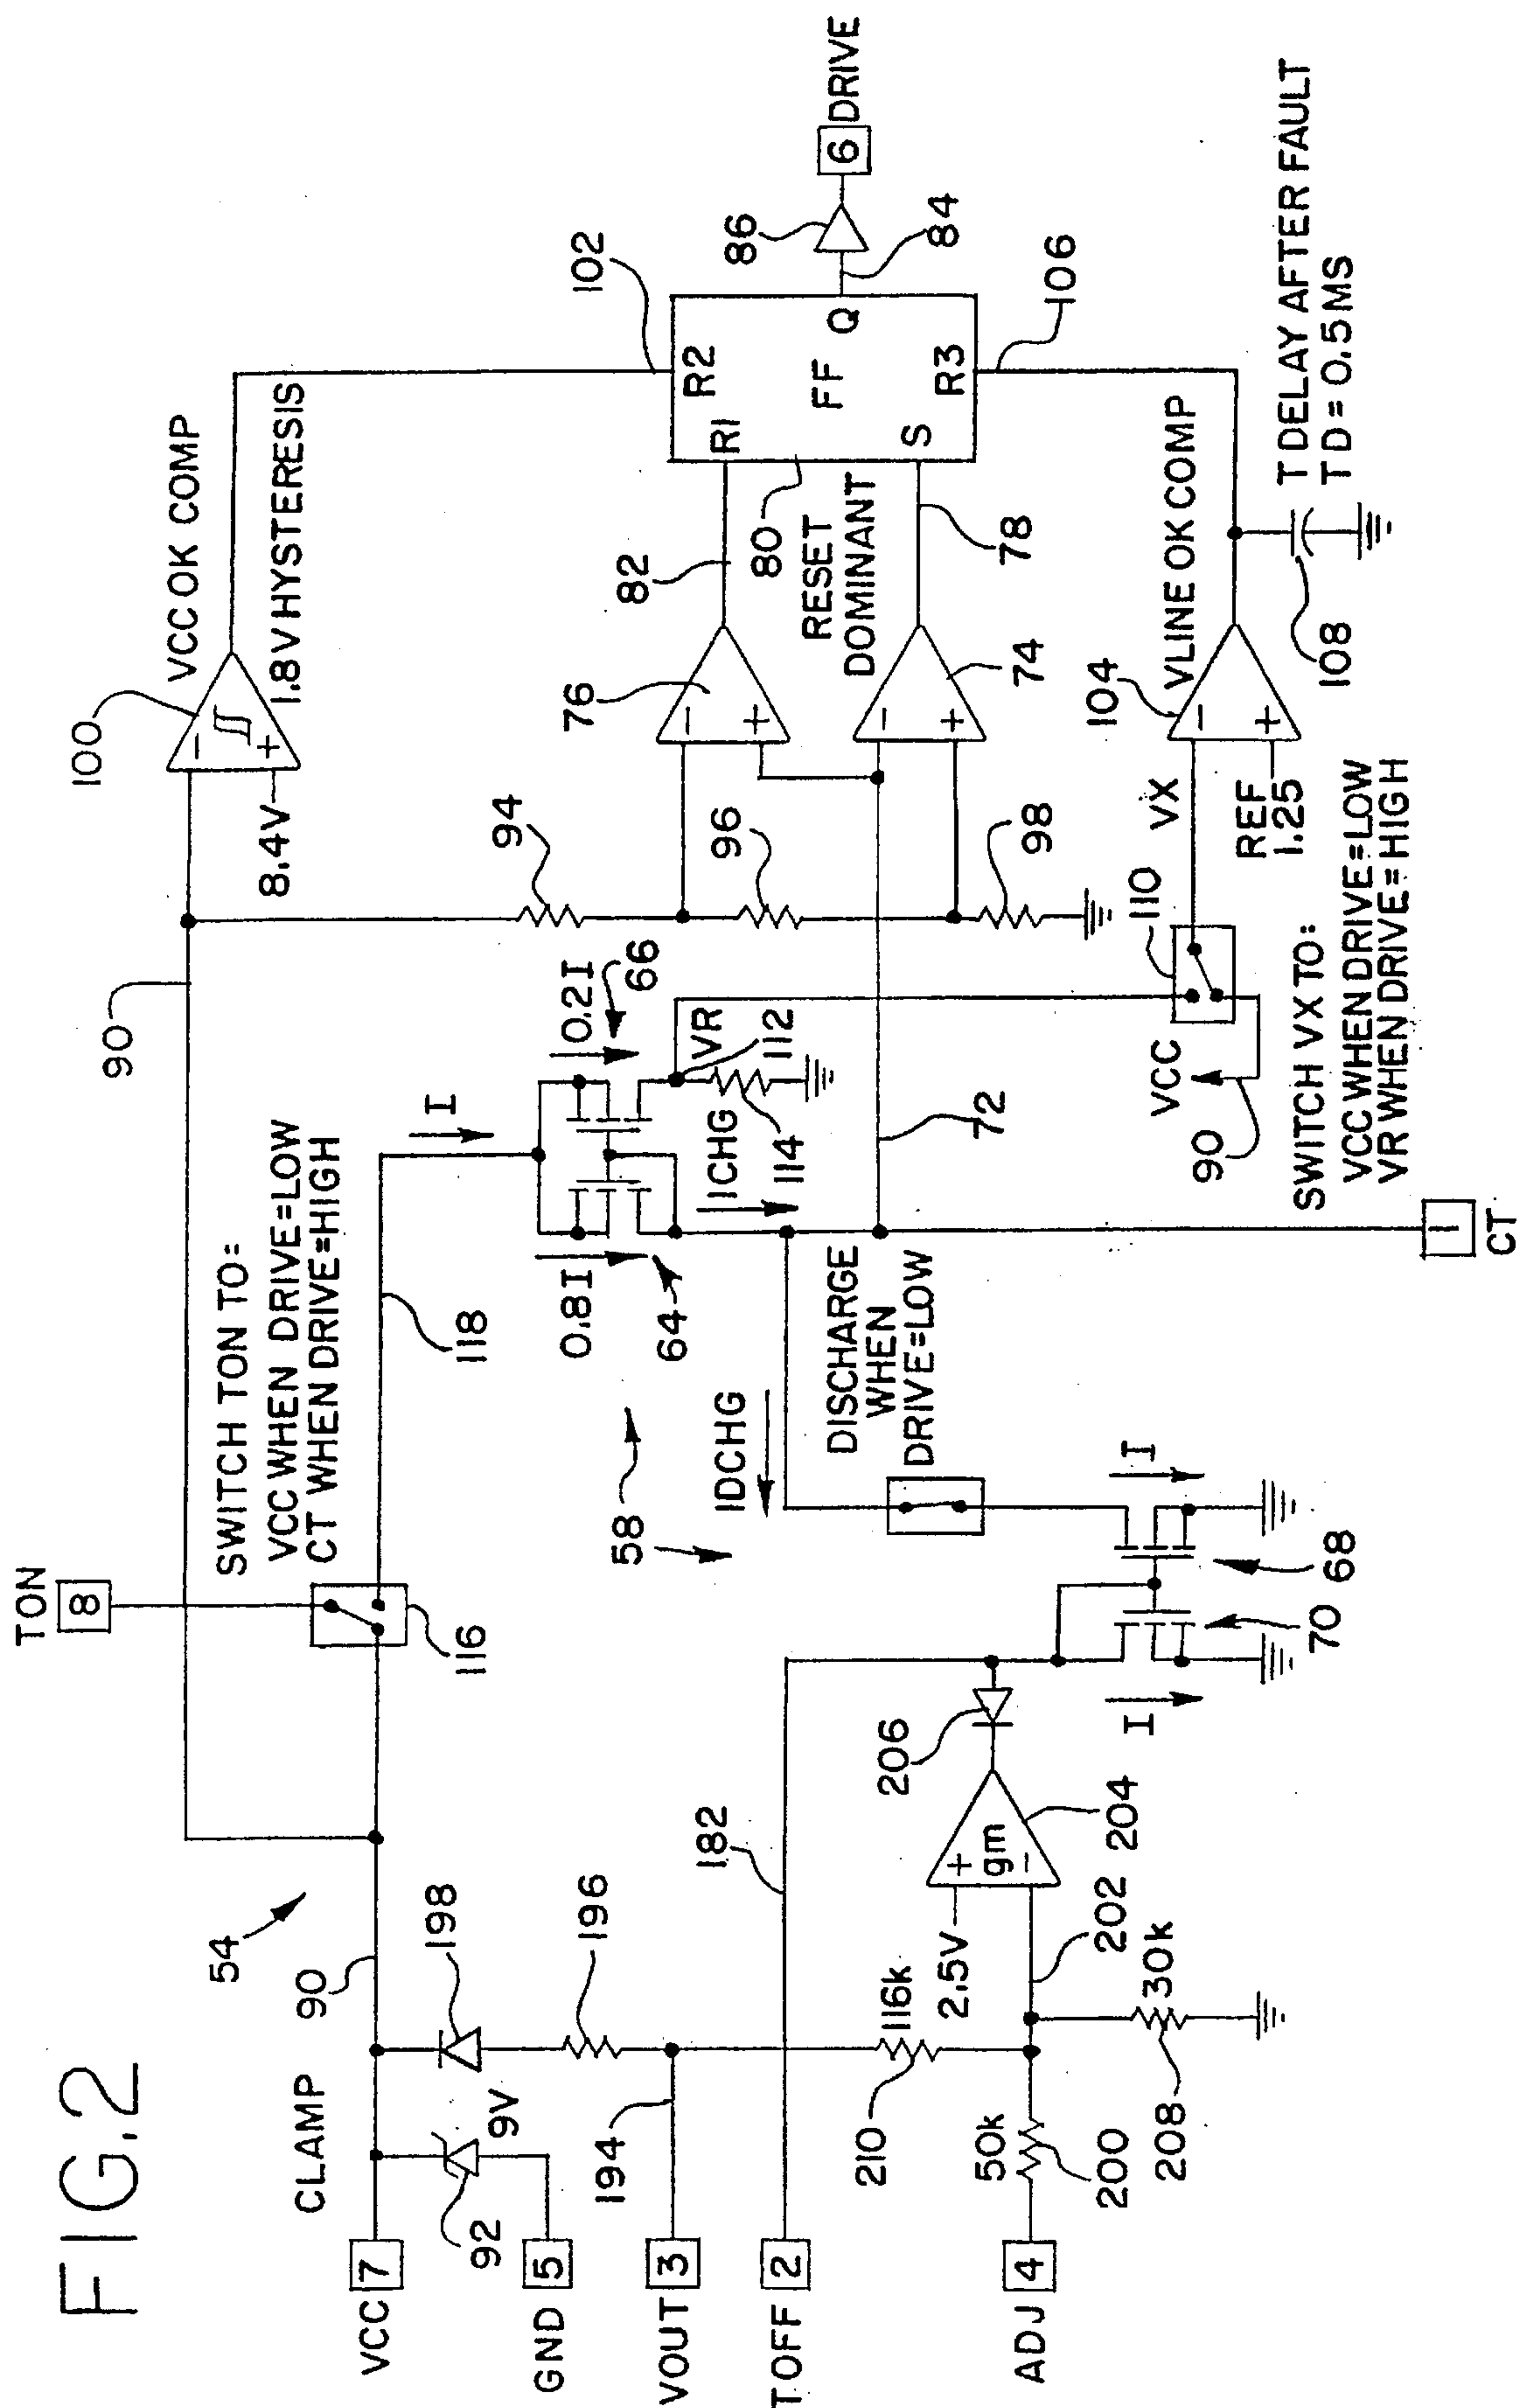 FIG.2
54
VCC
7
CLAMP
90
92
9V
198
196
GND
5
VOUT
3
194
TOFF
2
182
210
116k
ADJ
4
50k
200
208
30k
202
2.5V
+
gm
−
204
206
I
70
68
I
TON
8
116
SWITCH TON TO:
VCC WHEN DRIVE=LOW
CT WHEN DRIVE=HIGH
118
58
IDCHG
DISCHARGE
WHEN
DRIVE=LOW
I
0.8I
64
0.2I
66
ICHG
VR
112
114
72
1
CT
90
94
96
98
100
VCC OK COMP
−
+
8.4V
1.8V HYSTERESIS
76
−
+
82
74
−
+
78
80
RESET
DOMINANT
R1
R2
FF
S
R3
Q
102
106
84
86
6
DRIVE
VCC
90
110
VX
REF
1.25
104
VLINE OK COMP
−
+
108
T DELAY AFTER FAULT
TD=0.5MS
SWITCH VX TO:
VCC WHEN DRIVE=LOW
VR WHEN DRIVE=HIGH